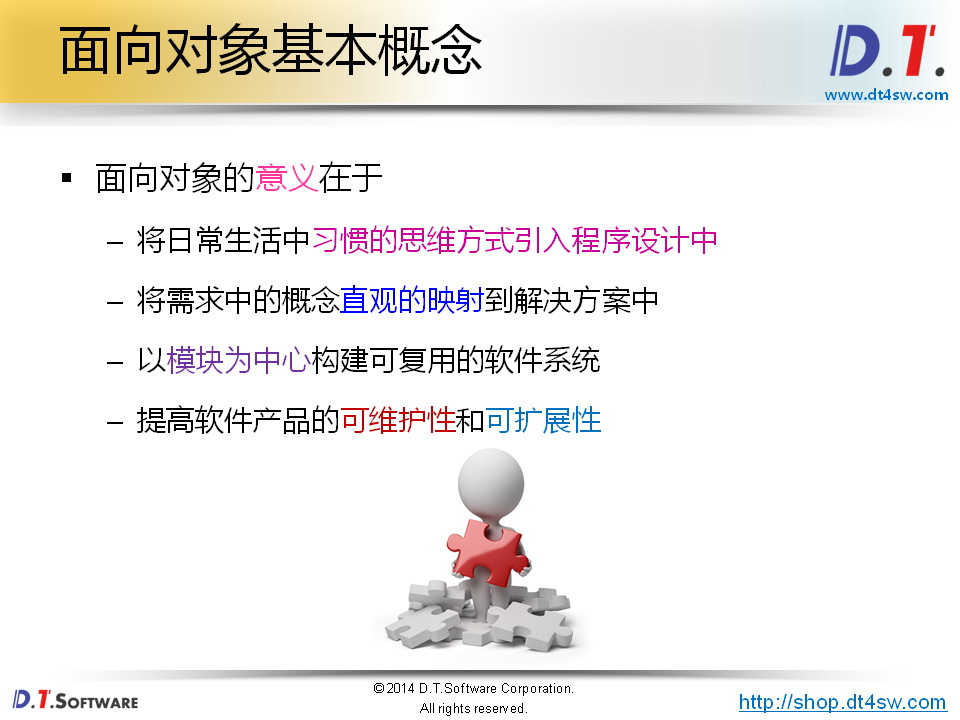 面向对象基本概念
D.T.
www.dt4sw.com
▪ 面向对象的意义在于
– 将日常生活中习惯的思维方式引入程序设计中
– 将需求中的概念直观的映射到解决方案中
– 以模块为中心构建可复用的软件系统
– 提高软件产品的可维护性和可扩展性
D.T.SOFTWARE
©2014 D.T.Software Corporation.
All rights reserved.
http://shop.dt4sw.com